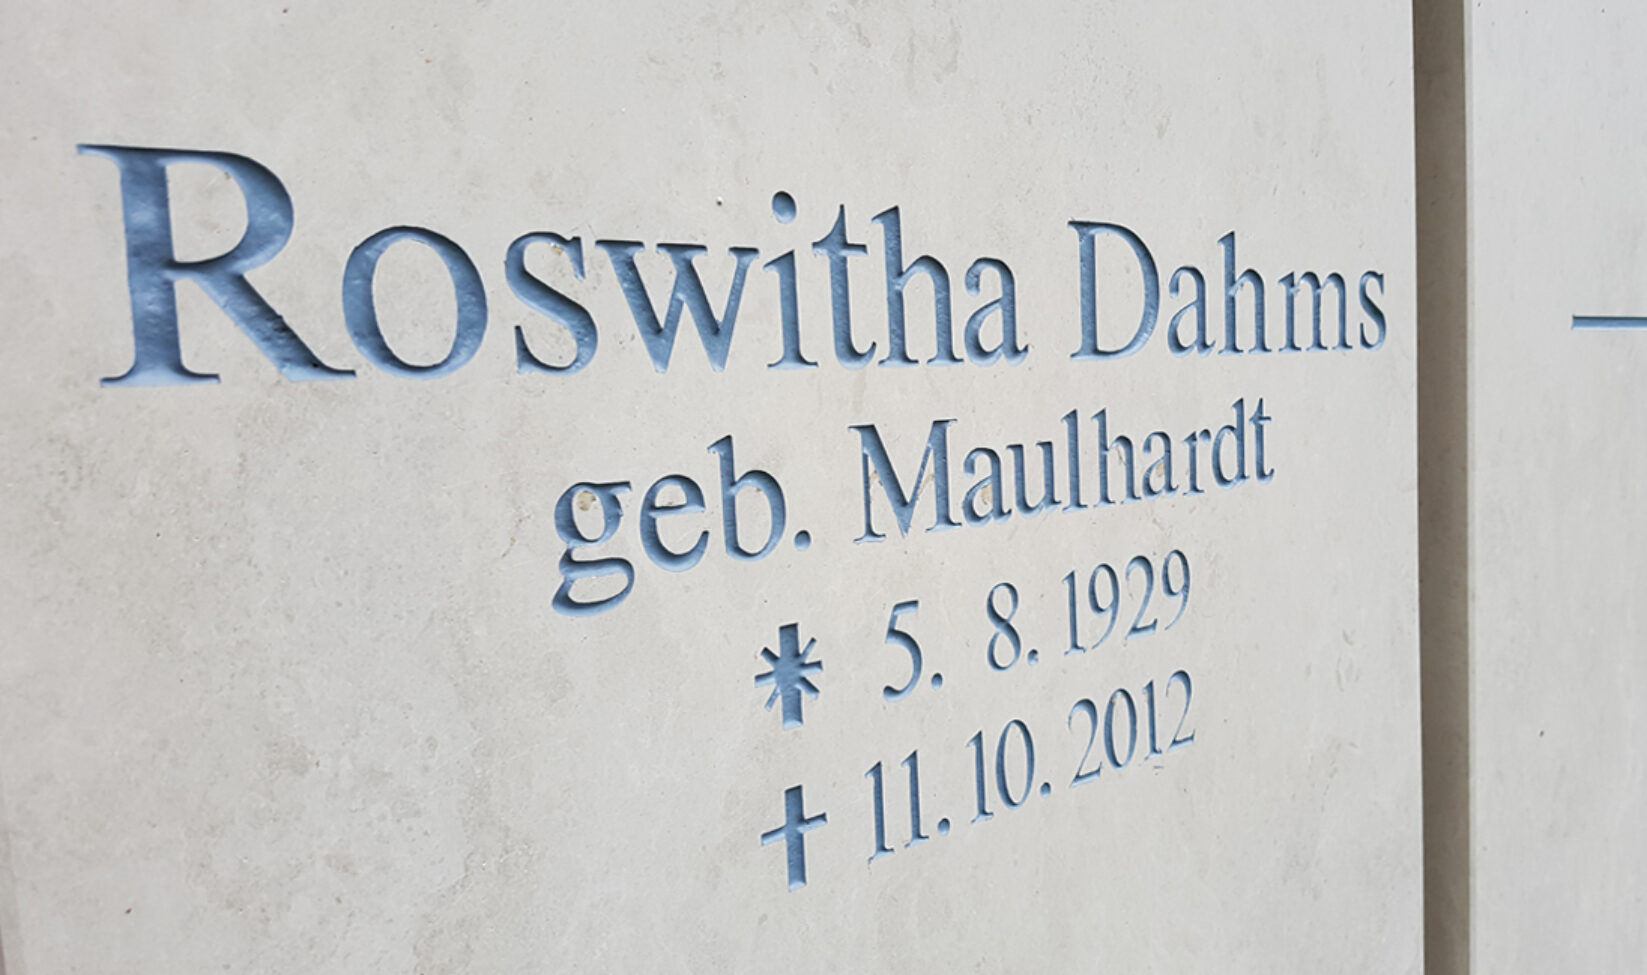 Roswitha Dahms
geb. Maulhardt
* 5. 8. 1929
† 11. 10. 2012